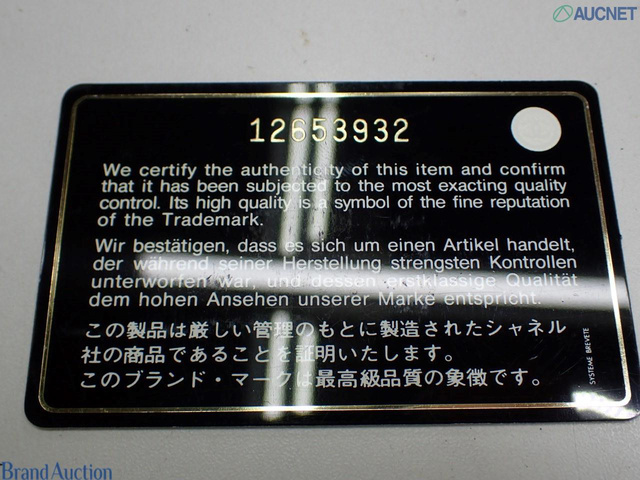 AUCNET
12653932
We certify the authenticity of this item and confirm
that it has been subjected to the most exacting quality
control. Its high quality is a symbol of the fine reputation
of the Trademark.
Wir bestätigen, dass es sich um einen Artikel handelt,
der während seiner Herstellung strengsten Kontrollen
unterworfen war, und dessen erstklassige Qualität
dem hohen Ansehen unserer Marke entspricht.
この製品は厳しい管理のもとに製造されたシャネル
社の商品であることを証明いたします。
このブランド・マークは最高級品質の象徴です。
SYSTEME BREVETE
Brand Auction